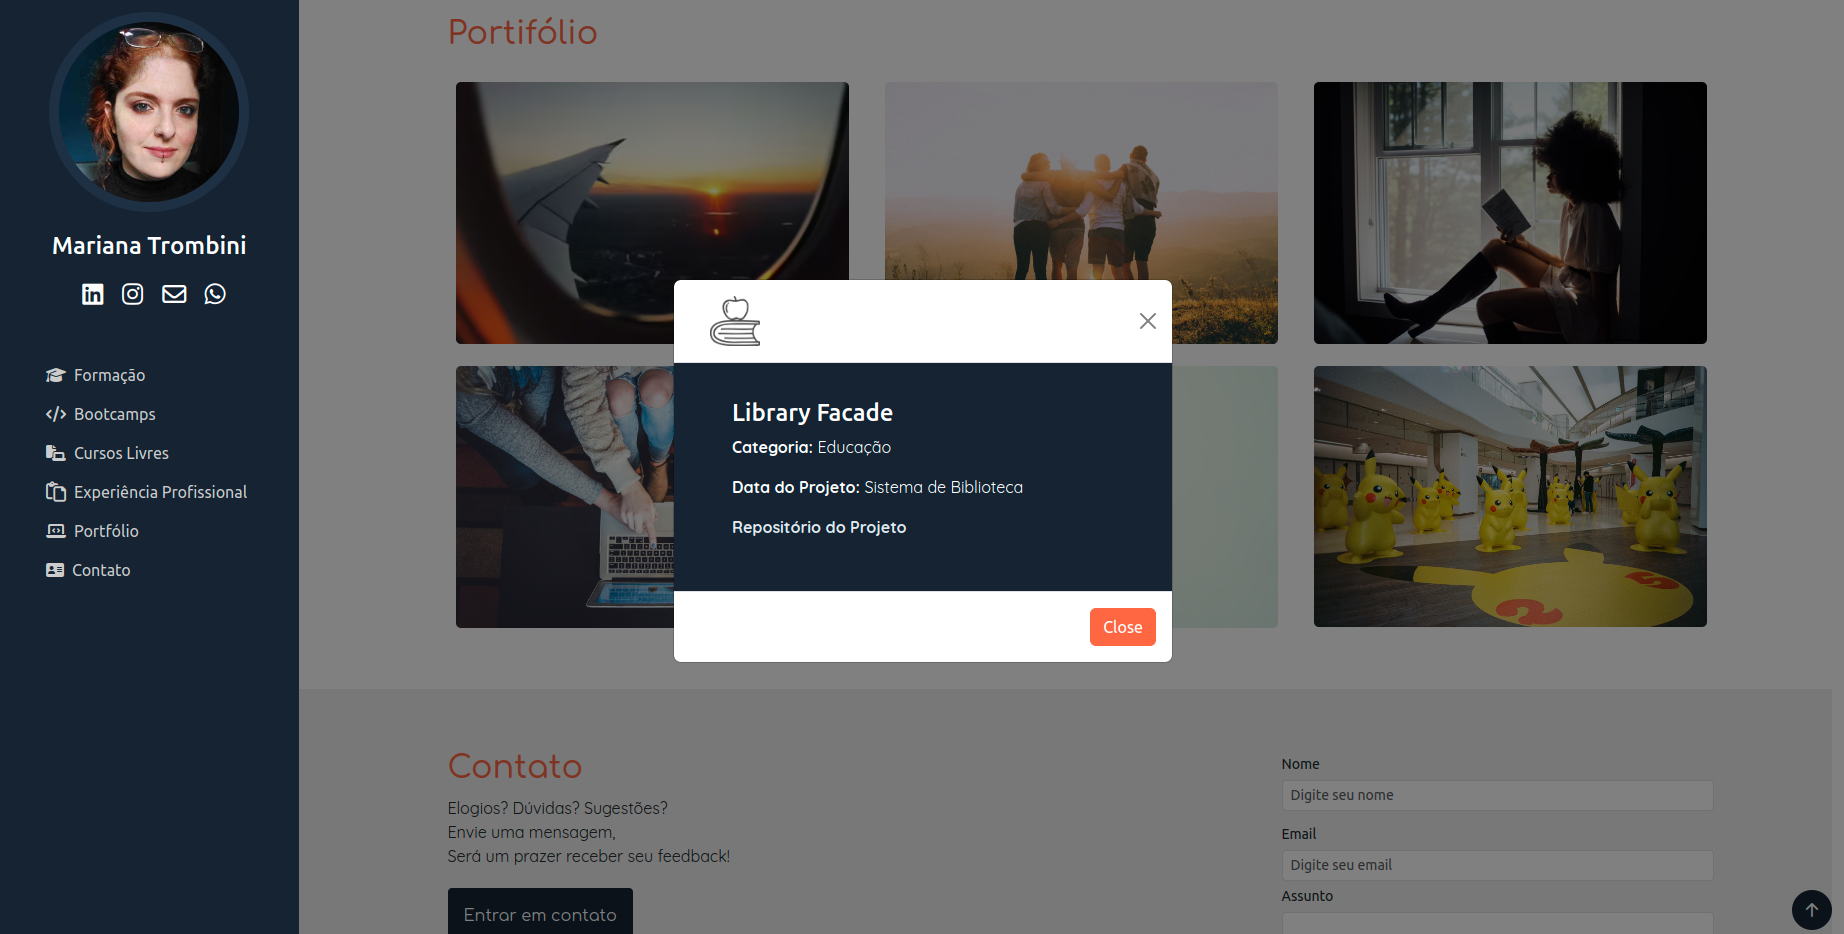 Mariana Trombini
Formação
Bootcamps
Cursos Livres
Experiência Profissional
Portfólio
Contato
Portifólio
Library Facade
Categoria: Educação
Data do Projeto: Sistema de Biblioteca
Repositório do Projeto
Close
Contato
Elogios? Dúvidas? Sugestões?
Envie uma mensagem,
Será um prazer receber seu feedback!
Entrar em contato
Nome
Digite seu nome
Email
Digite seu email
Assunto